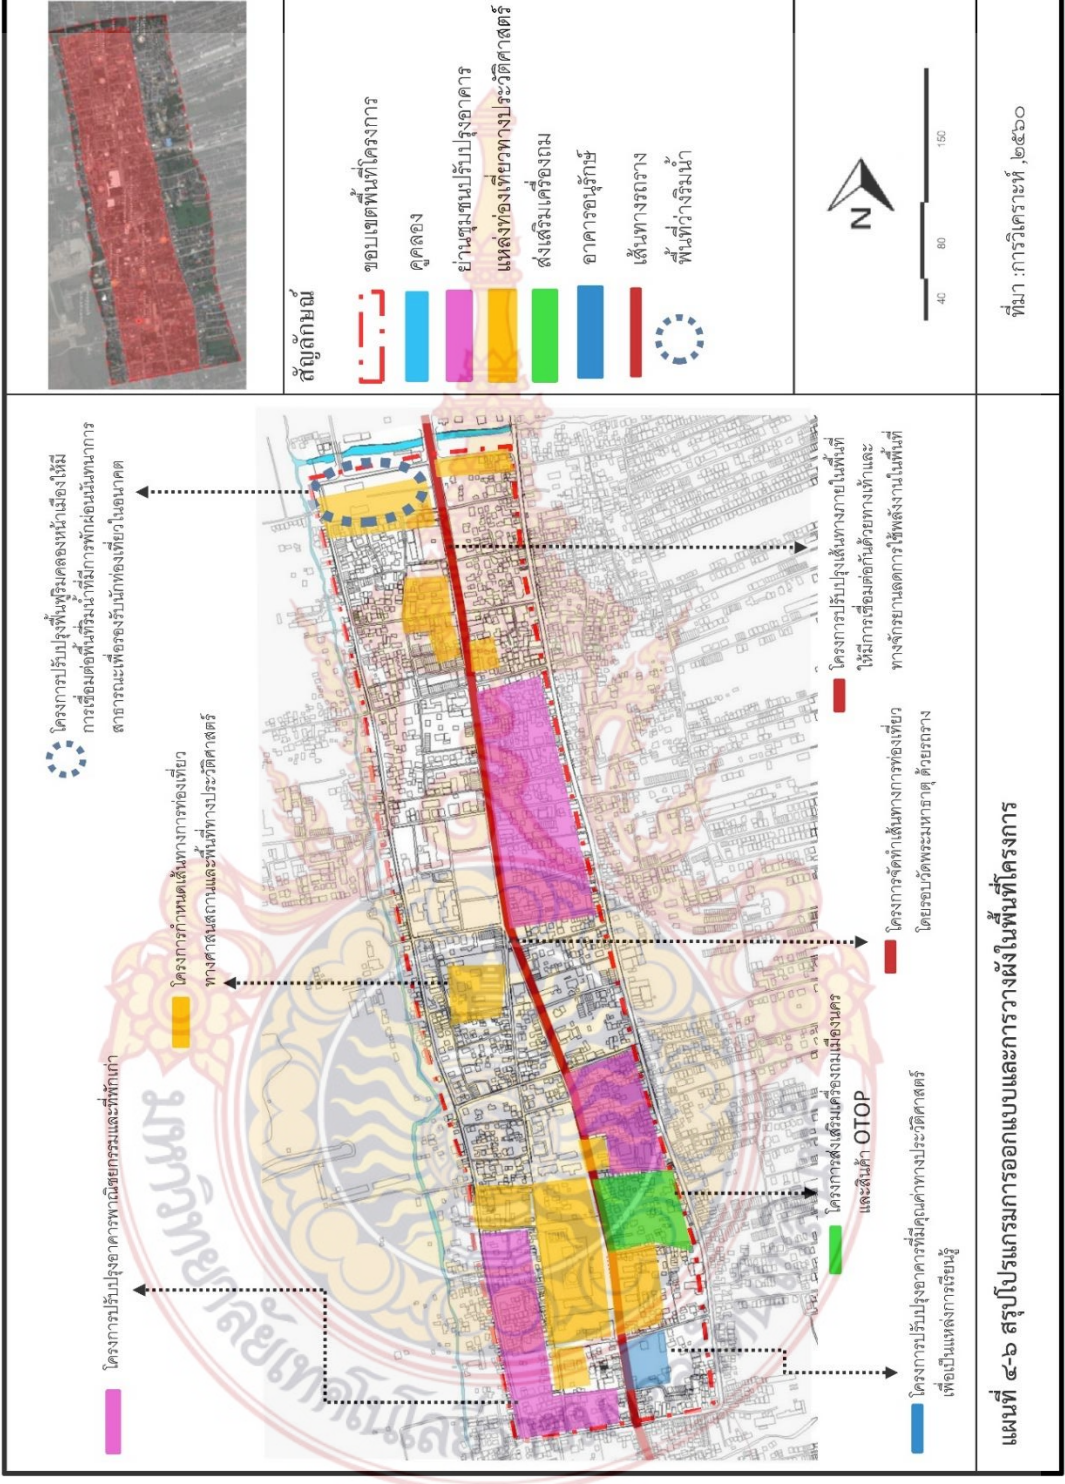 โครงการปรับปรุงอาคารพาณิชยกรรมและที่พักเก่า
โครงการกำหนดเส้นทางการท่องเที่ยว
ทางศาสนสถานและพื้นที่ทางประวัติศาสตร์
โครงการปรับปรุงฟื้นฟูริมคลองหน้าเมืองให้มี
การเชื่อมต่อพื้นที่ริมน้ำที่มีการพักผ่อนนันทนาการ
สาธารณะเพื่อรองรับนักท่องเที่ยวในอนาคต
โครงการปรับปรุงอาคารที่มีคุณค่าทางประวัติศาสตร์
เพื่อเป็นแหล่งการเรียนรู้
โครงการส่งเสริมเครื่องถมเมืองนคร
และสินค้า OTOP
โครงการจัดทำเส้นทางการท่องเที่ยว
โดยรอบวัดพระมหาธาตุ ด้วยรถราง
โครงการปรับปรุงเส้นทางภายในพื้นที่
ให้มีการเชื่อมต่อกันด้วยทางเท้าและ
ทางจักรยานลดการใช้พลังงานในพื้นที่
สัญลักษณ์
ขอบเขตพื้นที่โครงการ
คูคลอง
ย่านชุมชนปรับปรุงอาคาร
แหล่งท่องเที่ยวทางประวัติศาสตร์
ส่งเสริมเครื่องถม
อาคารอนุรักษ์
เส้นทางรถราง
พื้นที่ว่างริมน้ำ
N
40 80 150
แผนที่ ๔-๖ สรุปโปรแกรมการออกแบบและการวางผังในพื้นที่โครงการ
ที่มา :การวิเคราะห์ ,๒๕๖๐